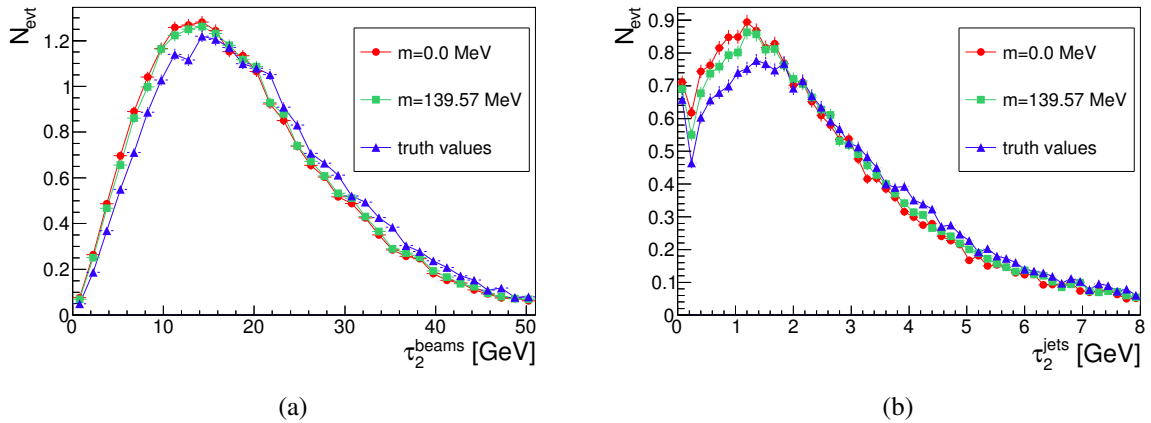 N_evt
1.2
1
0.8
0.6
0.4
0.2
0
0 10 20 30 40 50
τ₂^beams [GeV]
m=0.0 MeV
m=139.57 MeV
truth values
(a)
N_evt
0.9
0.8
0.7
0.6
0.5
0.4
0.3
0.2
0.1
0
0 1 2 3 4 5 6 7 8
τ₂^jets [GeV]
m=0.0 MeV
m=139.57 MeV
truth values
(b)